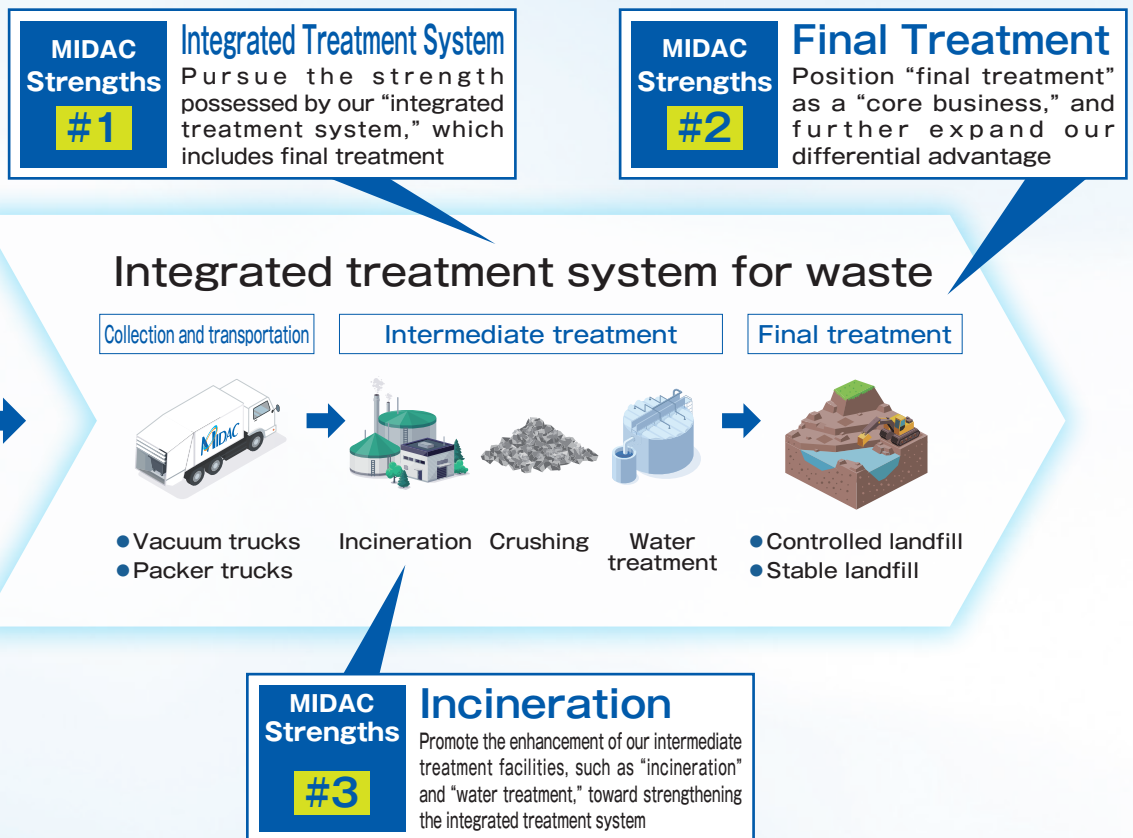 MIDAC
Strengths
#1
Integrated Treatment System
Pursue the strength
possessed by our “integrated
treatment system,” which
includes final treatment
MIDAC
Strengths
#2
Final Treatment
Position “final treatment”
as a “core business,” and
further expand our
differential advantage
Integrated treatment system for waste
Collection and transportation
Intermediate treatment
Final treatment
MIDAC
●Vacuum trucks
●Packer trucks
Incineration
Crushing
Water
treatment
●Controlled landfill
●Stable landfill
MIDAC
Strengths
#3
Incineration
Promote the enhancement of our intermediate
treatment facilities, such as “incineration”
and “water treatment,” toward strengthening
the integrated treatment system